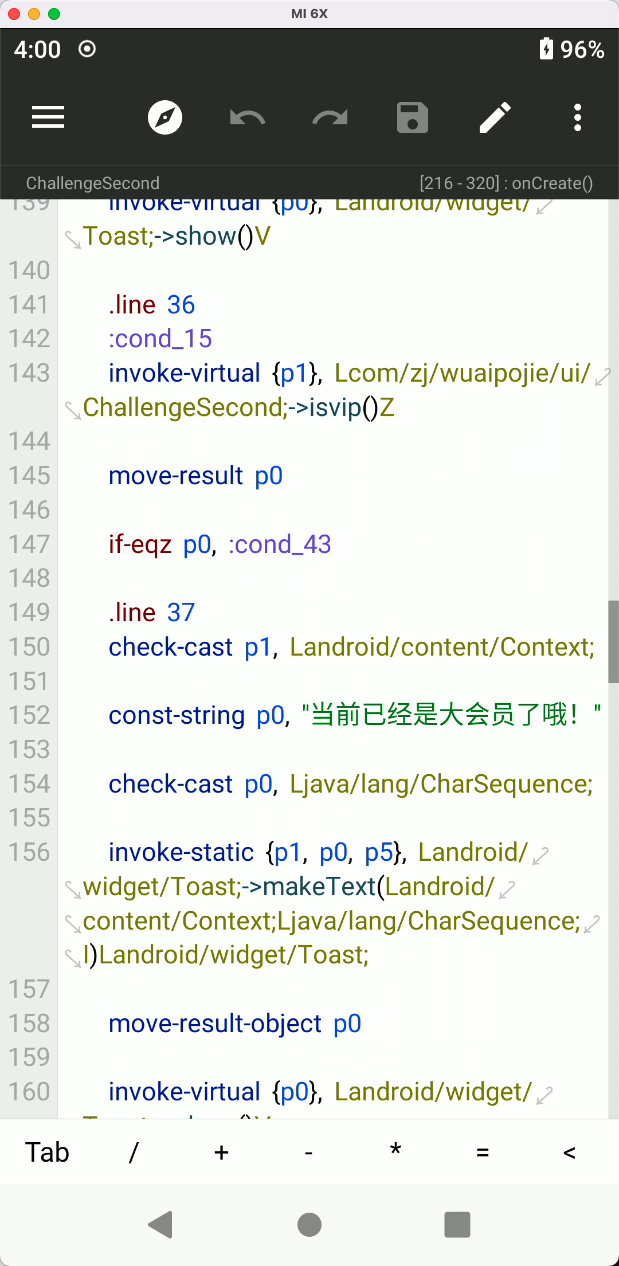 MI 6X
4:00 96%
ChallengeSecond [216 - 320] : onCreate()
139 invoke-virtual {p0}, Landroid/widget/
Toast;->show()V
140
141 .line 36
142 :cond_15
143 invoke-virtual {p1}, Lcom/zj/wuaipojie/ui/
ChallengeSecond;->isvip()Z
144
145 move-result p0
146
147 if-eqz p0, :cond_43
148
149 .line 37
150 check-cast p1, Landroid/content/Context;
151
152 const-string p0, "当前已经是大会员了哦！"
153
154 check-cast p0, Ljava/lang/CharSequence;
155
156 invoke-static {p1, p0, p5}, Landroid/
widget/Toast;->makeText(Landroid/
content/Context;Ljava/lang/CharSequence;
I)Landroid/widget/Toast;
157
158 move-result-object p0
159
160 invoke-virtual {p0}, Landroid/widget/
Tab / + - * = <